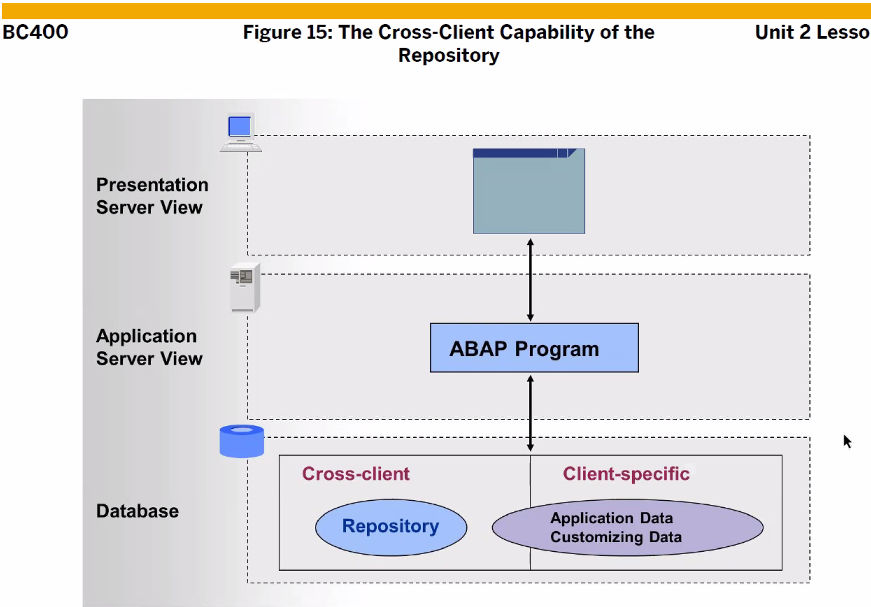 BC400
Figure 15: The Cross-Client Capability of the
Repository
Unit 2 Lesso
Presentation
Server View
Application
Server View
ABAP Program
Database
Cross-client
Client-specific
Repository
Application Data
Customizing Data